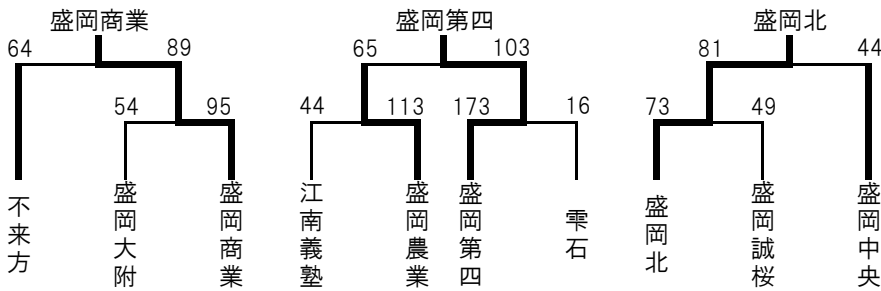 盛岡商業 盛岡第四 盛岡北
64 89 65 103 81 44
54 95 44 113 173 16 73 49
不来方
盛岡大附
盛岡商業
江南義塾
盛岡農業
盛岡第四
雫石
盛岡北
盛岡誠桜
盛岡中央